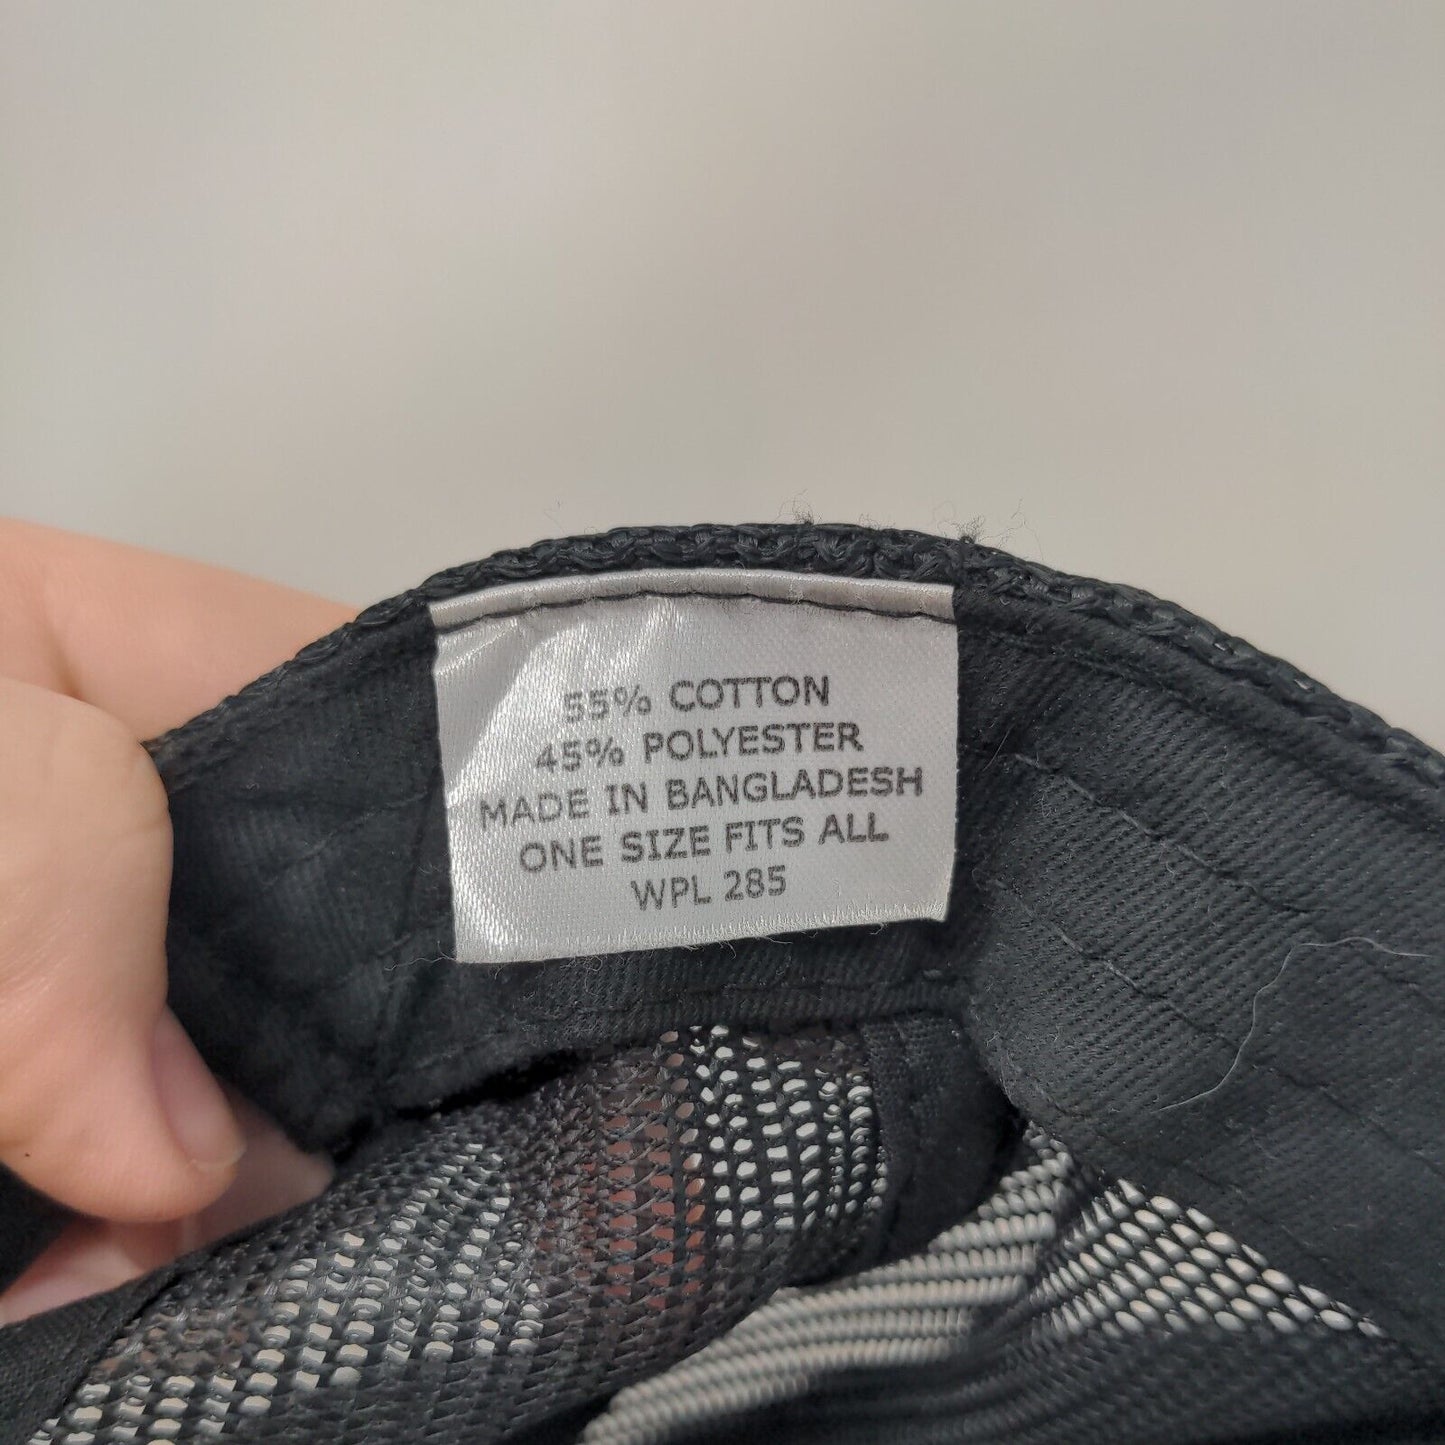 55% COTTON
45% POLYESTER
MADE IN BANGLADESH
ONE SIZE FITS ALL
WPL 285